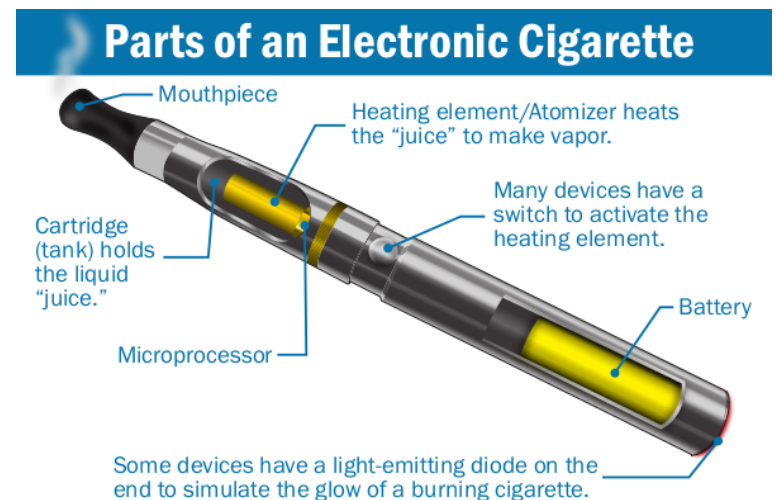 Parts of an Electronic Cigarette
Mouthpiece
Heating element/Atomizer heats
the “juice” to make vapor.
Many devices have a
switch to activate the
heating element.
Cartridge
(tank) holds
the liquid
“juice.”
Battery
Microprocessor
Some devices have a light-emitting diode on the
end to simulate the glow of a burning cigarette.